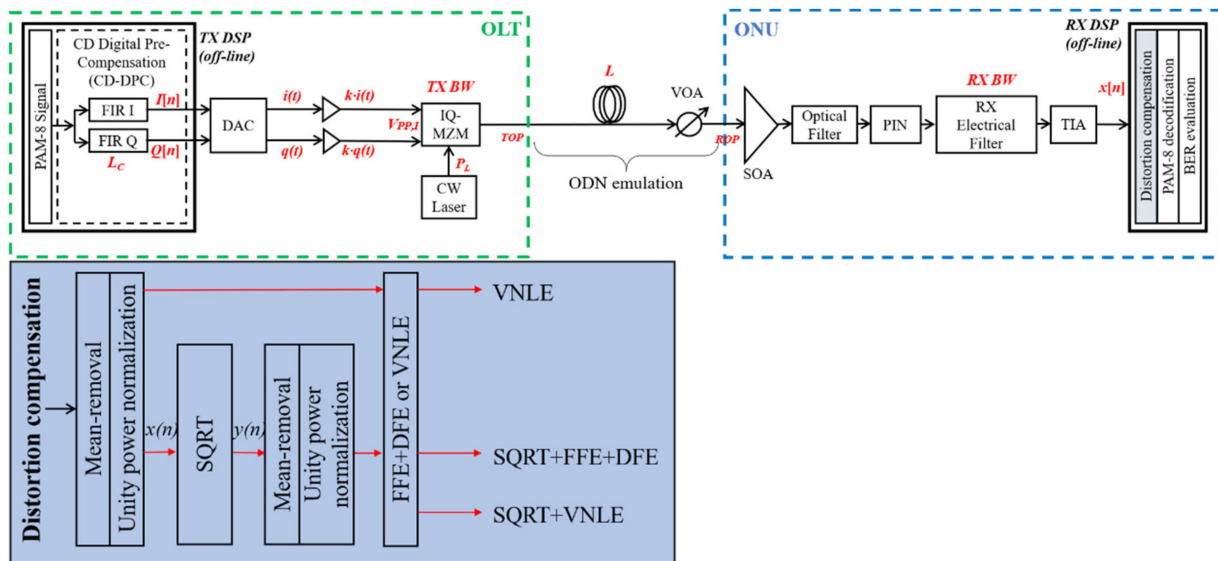 OLT
TX DSP
(off-line)
PAM-8 Signal
CD Digital Pre-
Compensation
(CD-DPC)
FIR I
FIR Q
L_C
I[n]
Q[n]
DAC
i(t)
q(t)
k·i(t)
k·q(t)
V_PP,I
TX BW
IQ-
MZM
P_L
CW
Laser
TOP
L
VOA
ROP
ODN emulation
ONU
SOA
Optical
Filter
PIN
RX BW
RX
Electrical
Filter
TIA
x[n]
RX DSP
(off-line)
Distortion compensation
PAM-8 decodification
BER evaluation
Distortion compensation
Mean-removal
Unity power normalization
x(n)
SQRT
y(n)
Mean-removal
Unity power
normalization
FFE+DFE or VNLE
VNLE
SQRT+FFE+DFE
SQRT+VNLE